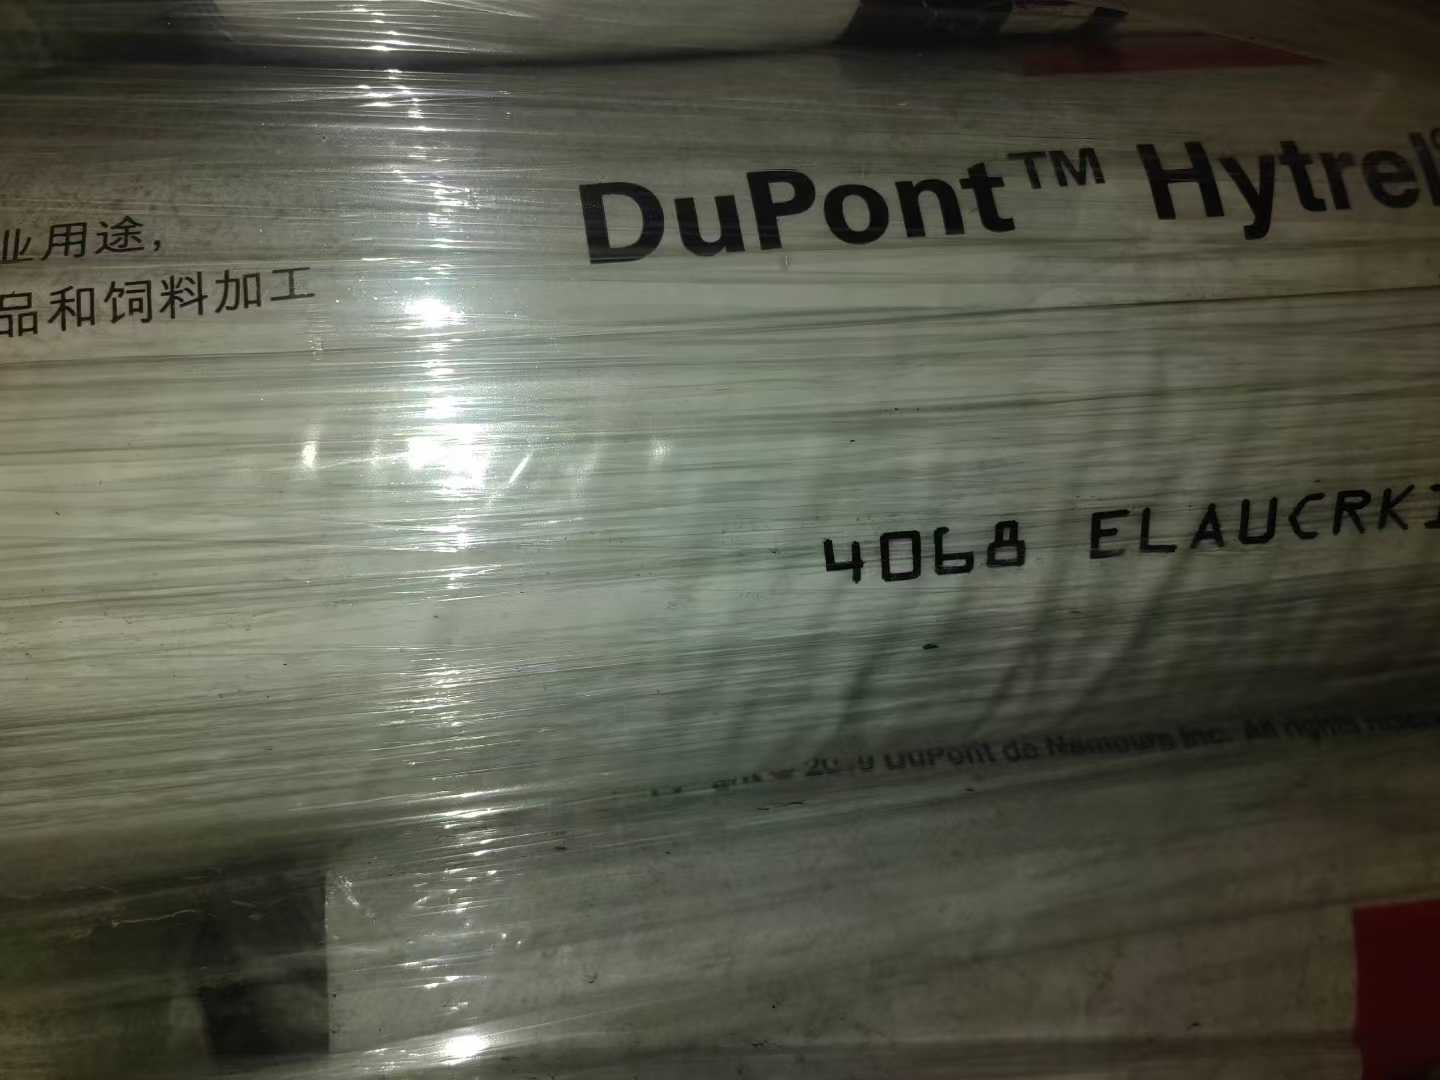 DuPont™ Hytrel
业用途，
品和饲料加工
4068 ELAUCRK
DuPont de Nemours Inc. All rights